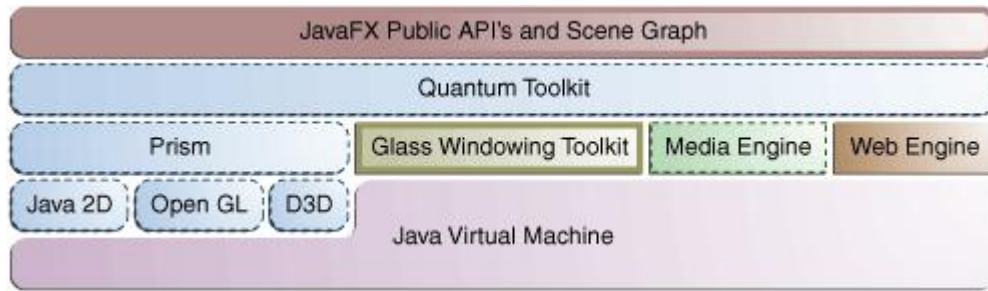 JavaFX Public API's and Scene Graph
Quantum Toolkit
Prism
Glass Windowing Toolkit
Media Engine
Web Engine
Java 2D
Open GL
D3D
Java Virtual Machine